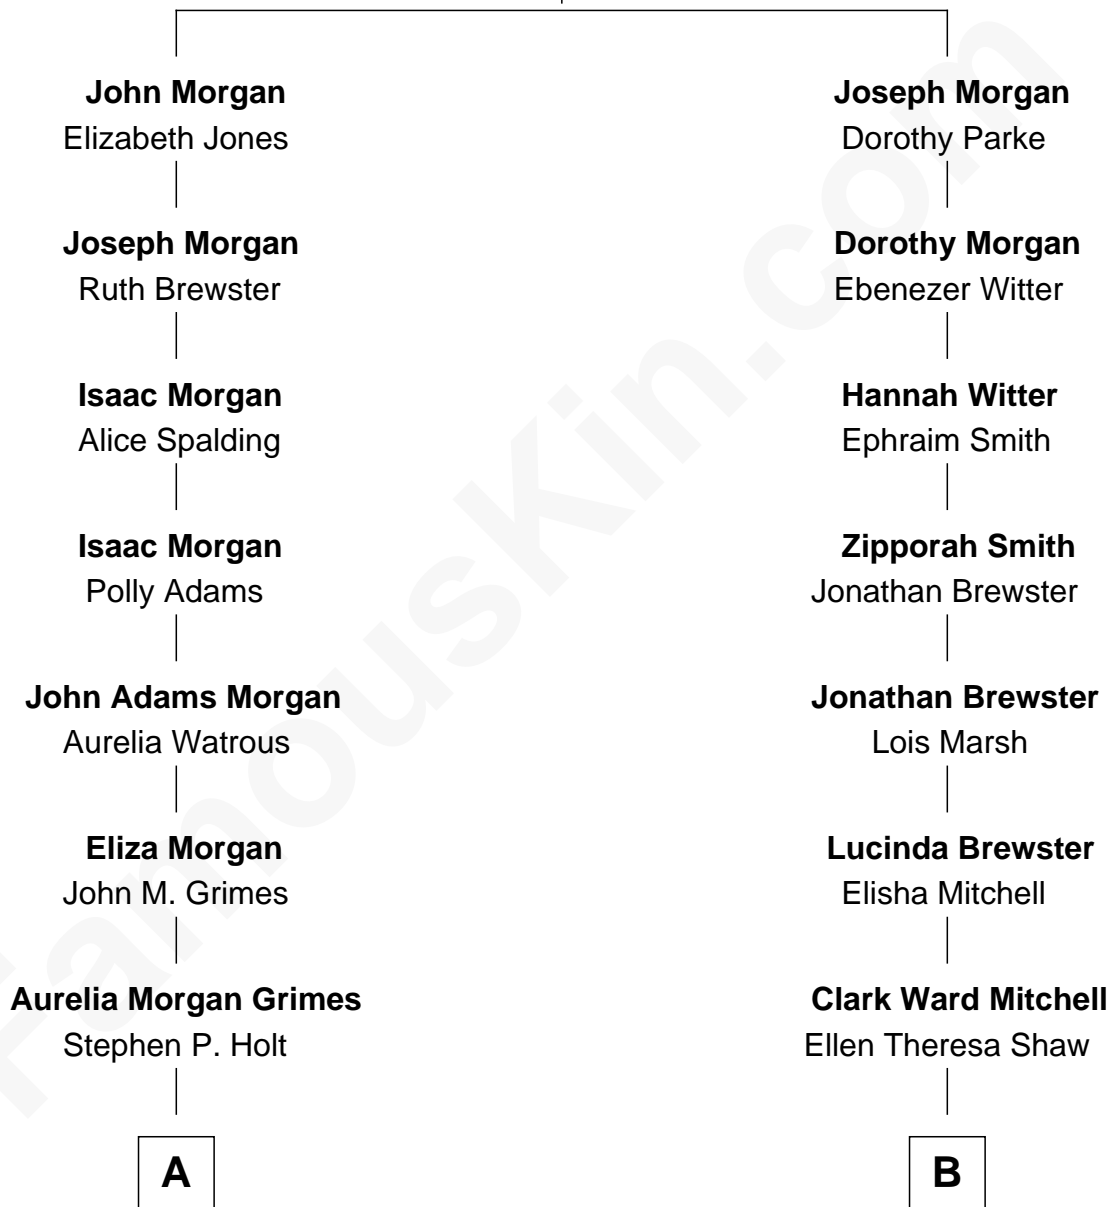 John Morgan
Elizabeth Jones
Joseph Morgan
Ruth Brewster
Isaac Morgan
Alice Spalding
Isaac Morgan
Polly Adams
John Adams Morgan
Aurelia Watrous
Eliza Morgan
John M. Grimes
Aurelia Morgan Grimes
Stephen P. Holt
A
Joseph Morgan
Dorothy Parke
Dorothy Morgan
Ebenezer Witter
Hannah Witter
Ephraim Smith
Zipporah Smith
Jonathan Brewster
Jonathan Brewster
Lois Marsh
Lucinda Brewster
Elisha Mitchell
Clark Ward Mitchell
Ellen Theresa Shaw
B
FamousKin.com